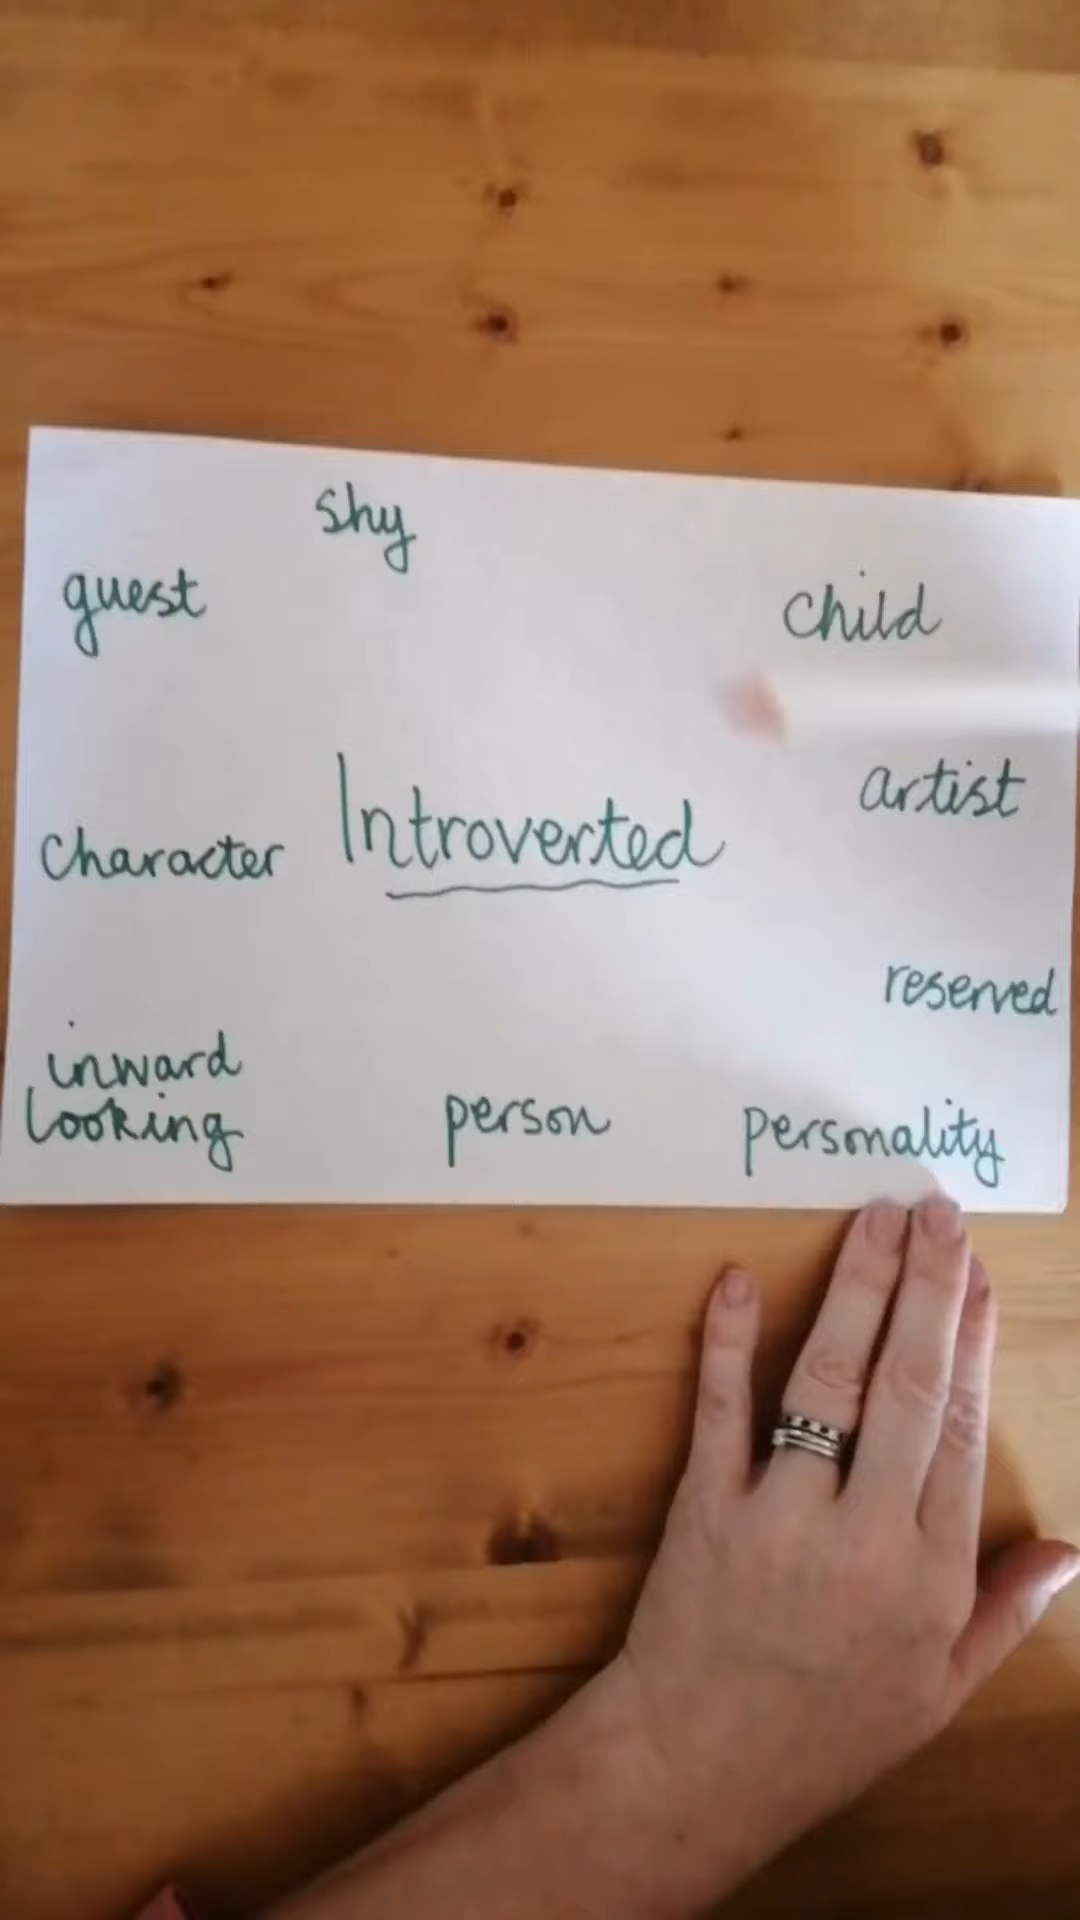 shy
guest
child
artist
character
Introverted
reserved
inward
looking
person
personality